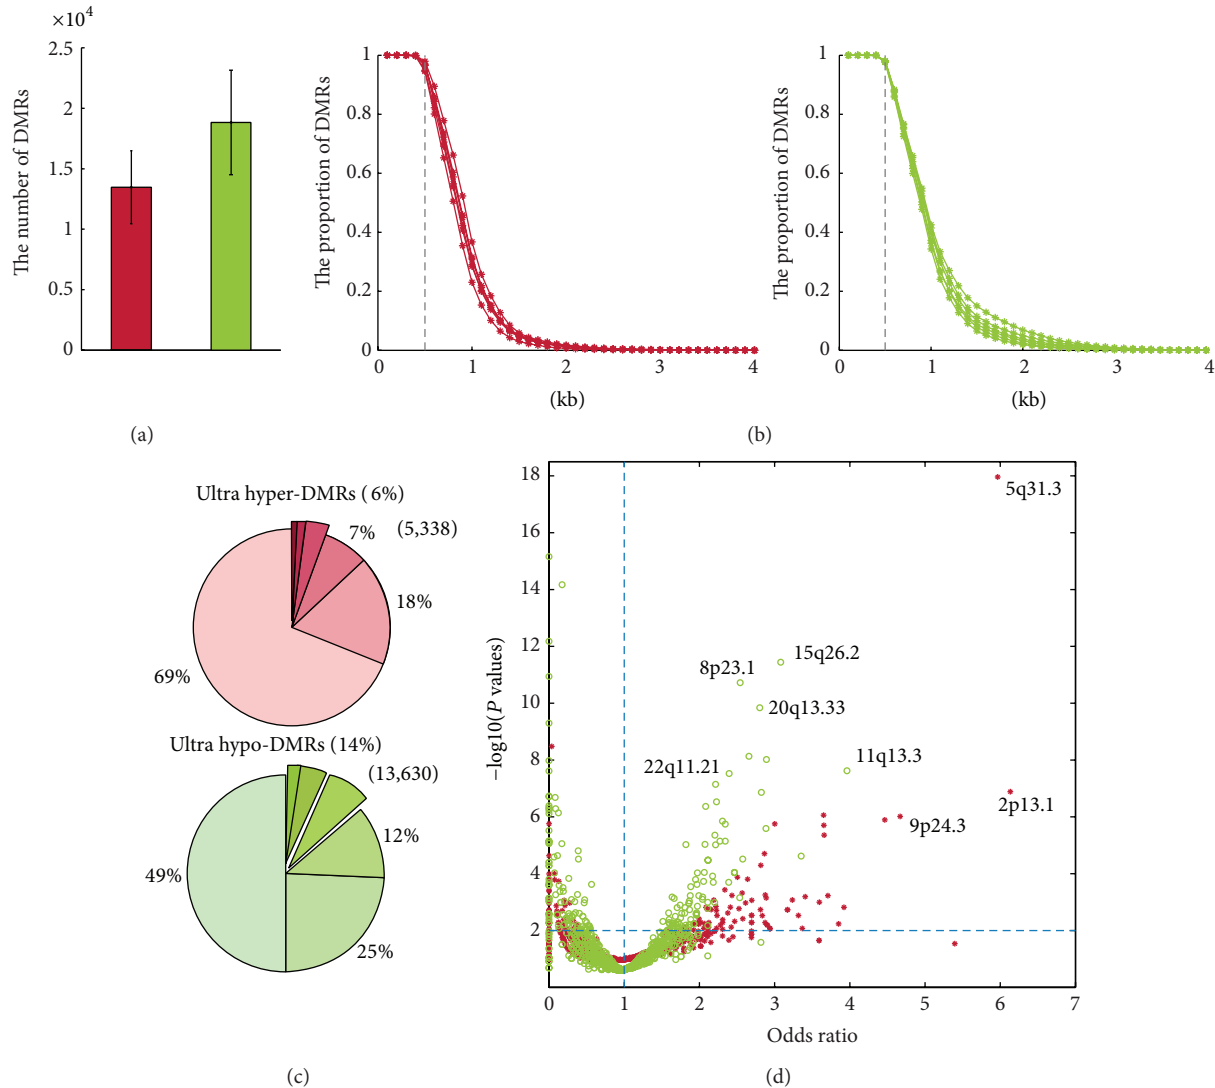 ×10⁴
2.5
2
1.5
1
0.5
0
The number of DMRs
(a)
1
0.8
0.6
0.4
0.2
0
The proportion of DMRs
0 1 2 3 4
(kb)
1
0.8
0.6
0.4
0.2
0
The proportion of DMRs
0 1 2 3 4
(kb)
(b)
Ultra hyper-DMRs (6%)
(5,338)
7%
18%
69%
Ultra hypo-DMRs (14%)
(13,630)
12%
25%
49%
(c)
18
16
14
12
10
8
6
4
2
−log10(P values)
5q31.3
15q26.2
8p23.1
20q13.33
22q11.21
11q13.3
2p13.1
9p24.3
0 1 2 3 4 5 6 7
Odds ratio
(d)